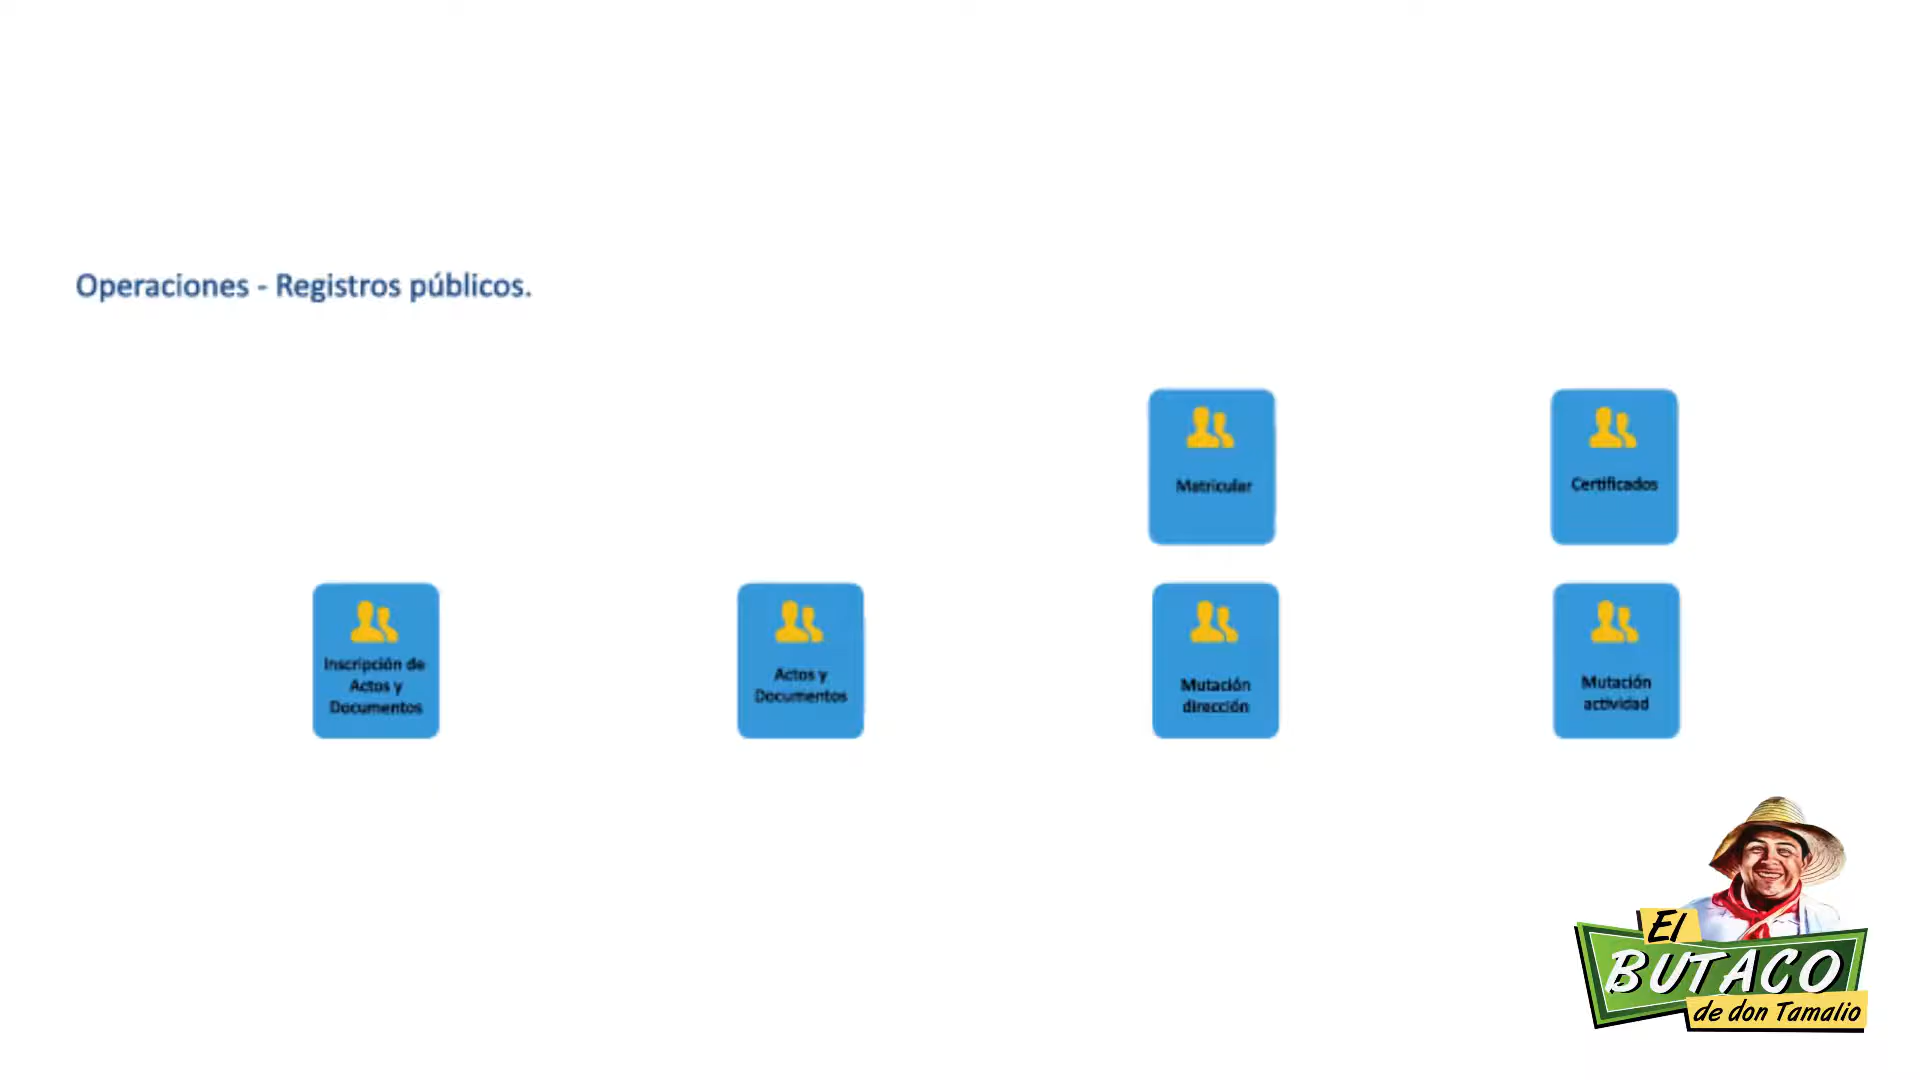 Operaciones - Registros públicos.
Matricular
Certificados
Inscripción de
Actos y
Documentos
Actos y
Documentos
Mutación
dirección
Mutación
actividad
El
BUTACO
de don Tamalio